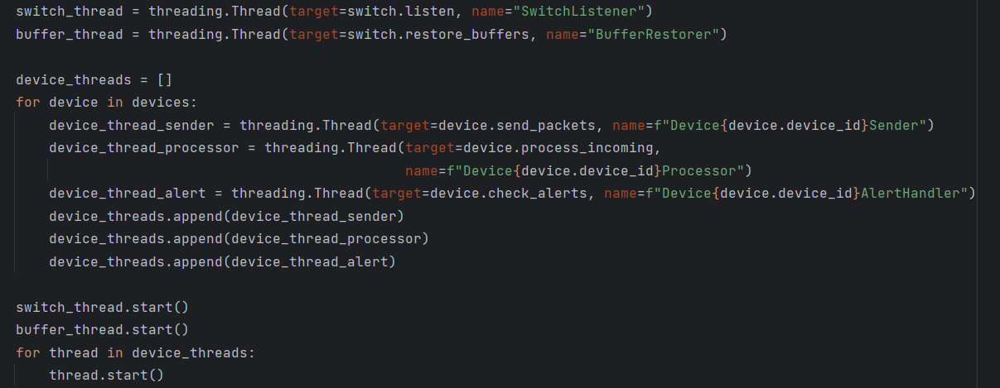 switch_thread = threading.Thread(target=switch.listen, name="SwitchListener")
buffer_thread = threading.Thread(target=switch.restore_buffers, name="BufferRestorer")
device_threads = []
for device in devices:
device_thread_sender = threading.Thread(target=device.send_packets, name=f"Device{device.device_id}Sender")
device_thread_processor = threading.Thread(target=device.process_incoming,
name=f"Device{device.device_id}Processor")
device_thread_alert = threading.Thread(target=device.check_alerts, name=f"Device{device.device_id}AlertHandler")
device_threads.append(device_thread_sender)
device_threads.append(device_thread_processor)
device_threads.append(device_thread_alert)
switch_thread.start()
buffer_thread.start()
for thread in device_threads:
thread.start()